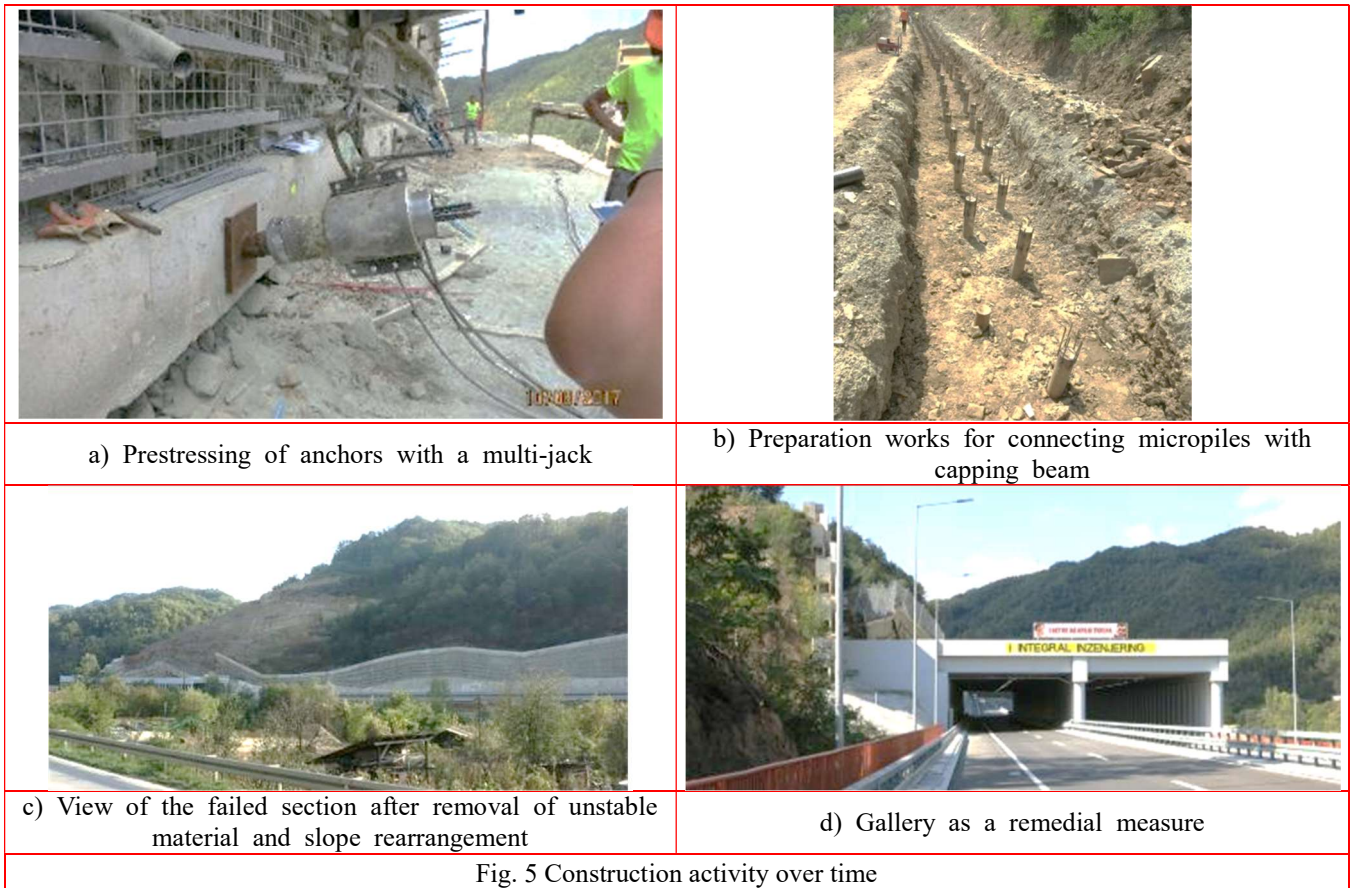 a) Prestressing of anchors with a multi-jack
b) Preparation works for connecting micropiles with
capping beam
INTEGRAL INZENJERING
c) View of the failed section after removal of unstable
material and slope rearrangement
d) Gallery as a remedial measure
Fig. 5 Construction activity over time